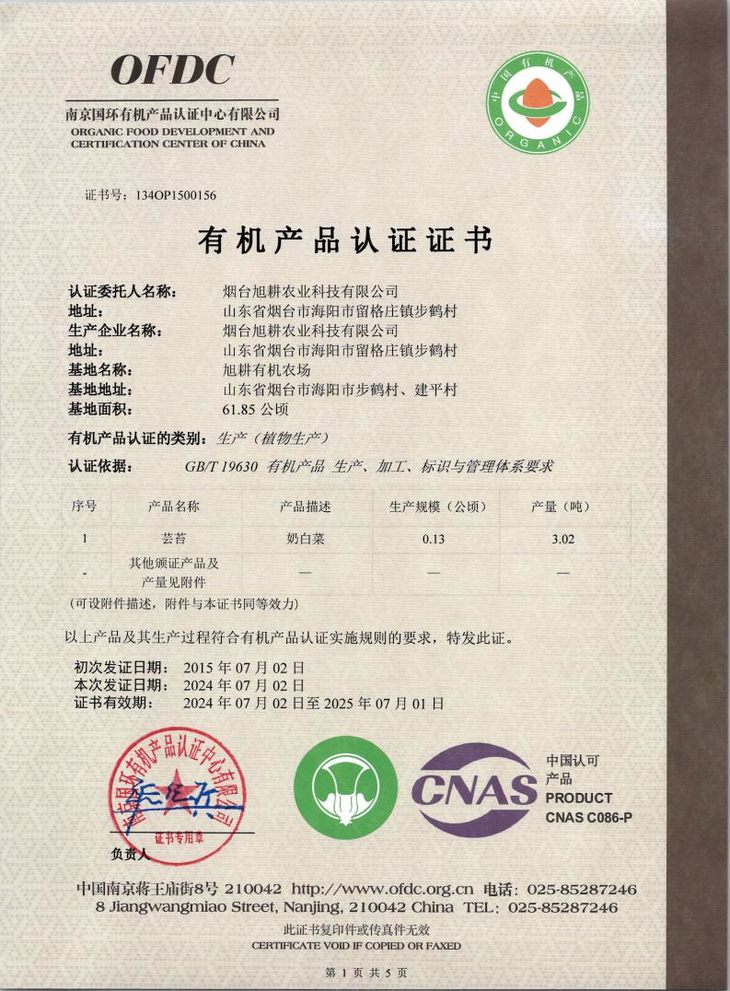 OFDC
南京国环有机产品认证中心有限公司
ORGANIC FOOD DEVELOPMENT AND
CERTIFICATION CENTER OF CHINA
中国有机产品
ORGANIC
证书号：134OP1500156
有机产品认证证书
认证委托人名称： 烟台旭耕农业科技有限公司
地址： 山东省烟台市海阳市留格庄镇步鹤村
生产企业名称： 烟台旭耕农业科技有限公司
地址： 山东省烟台市海阳市留格庄镇步鹤村
基地名称： 旭耕有机农场
基地地址： 山东省烟台市海阳市步鹤村、建平村
基地面积： 61.85 公顷
有机产品认证的类别：生产（植物生产）
认证依据： GB/T 19630 有机产品 生产、加工、标识与管理体系要求
序号 产品名称 产品描述 生产规模（公顷） 产量（吨）
1 芸苔 奶白菜 0.13 3.02
- 其他颁证产品及 — — —
产量见附件
(可设附件描述，附件与本证书同等效力)
以上产品及其生产过程符合有机产品认证实施规则的要求，特发此证。
初次发证日期： 2015 年 07 月 02 日
本次发证日期： 2024 年 07 月 02 日
证书有效期： 2024 年 07 月 02 日至 2025 年 07 月 01 日
南京国环有机产品认证中心有限公司
证书专用章
负责人
CNAS
中国认可
产品
PRODUCT
CNAS C086-P
中国南京蒋王庙街8号 210042 http://www.ofdc.org.cn 电话：025-85287246
8 Jiangwangmiao Street, Nanjing, 210042 China TEL：025-85287246
此证书复印件或传真件无效
CERTIFICATE VOID IF COPIED OR FAXED
第 1 页 共 5 页